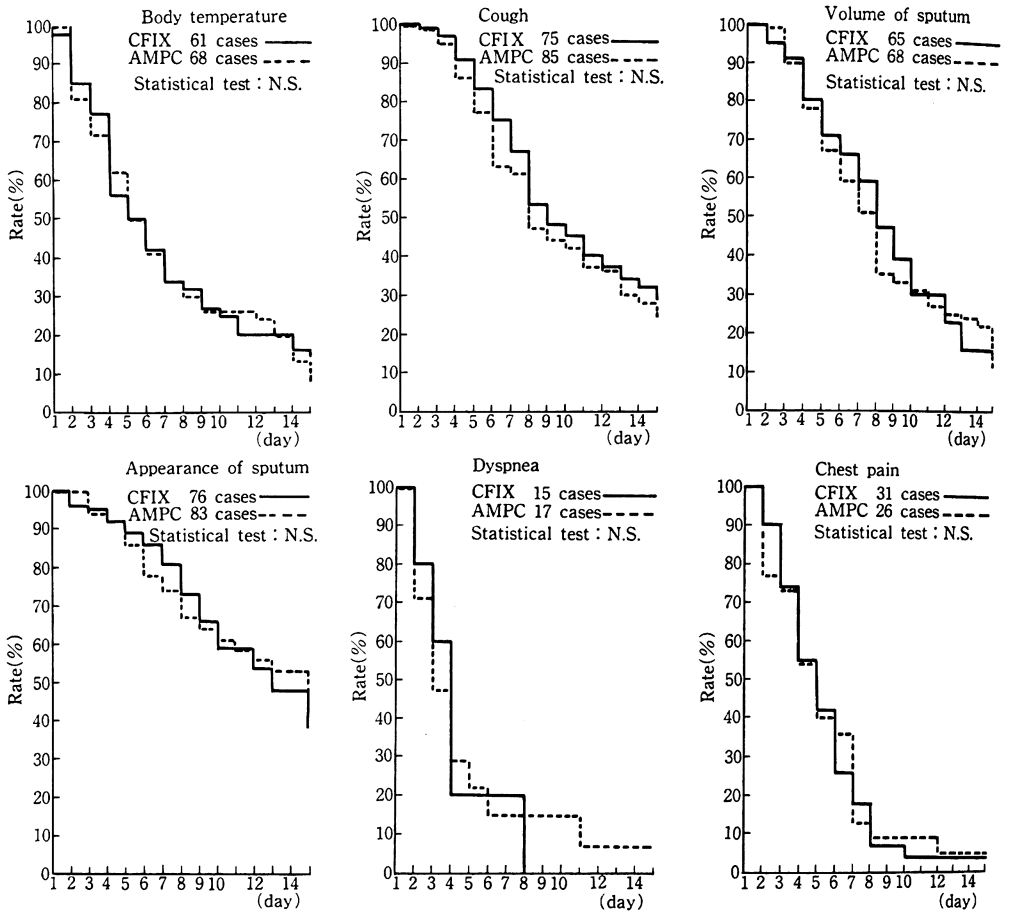 Body temperature
CFIX 61 cases
AMPC 68 cases
Statistical test : N.S.
Rate(%)
100
90
80
70
60
50
40
30
20
10
0
1 2 3 4 5 6 7 8 9 10 12 14
(day)
Cough
CFIX 75 cases
AMPC 85 cases
Statistical test : N.S.
Rate(%)
100
90
80
70
60
50
40
30
20
10
0
1 2 3 4 5 6 7 8 9 10 12 14
(day)
Volume of sputum
CFIX 65 cases
AMPC 68 cases
Statistical test : N.S.
Rate(%)
100
90
80
70
60
50
40
30
20
10
0
1 2 3 4 5 6 7 8 9 10 12 14
(day)
Appearance of sputum
CFIX 76 cases
AMPC 83 cases
Statistical test : N.S.
Rate(%)
100
90
80
70
60
50
40
30
20
10
0
1 2 3 4 5 6 7 8 9 10 12 14
(day)
Dyspnea
CFIX 15 cases
AMPC 17 cases
Statistical test : N.S.
Rate(%)
100
90
80
70
60
50
40
30
20
10
0
1 2 3 4 5 6 7 8 9 10 12 14
(day)
Chest pain
CFIX 31 cases
AMPC 26 cases
Statistical test : N.S.
Rate(%)
100
90
80
70
60
50
40
30
20
10
0
1 2 3 4 5 6 7 8 9 10 12 14
(day)